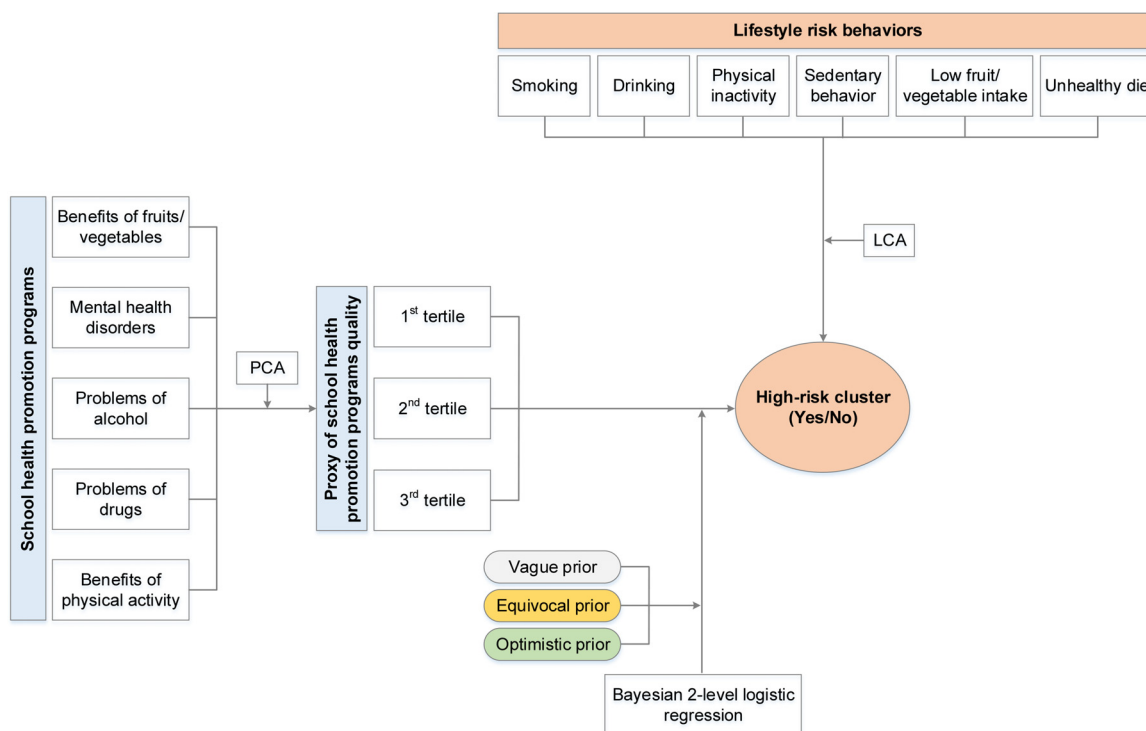 Lifestyle risk behaviors
Smoking
Drinking
Physical
inactivity
Sedentary
behavior
Low fruit/
vegetable intake
Unhealthy die
LCA
High-risk cluster
(Yes/No)
School health promotion programs
Benefits of fruits/
vegetables
Mental health
disorders
Problems of
alcohol
Problems of
drugs
Benefits of
physical activity
PCA
Proxy of school health
promotion programs quality
1st tertile
2nd tertile
3rd tertile
Vague prior
Equivocal prior
Optimistic prior
Bayesian 2-level logistic
regression